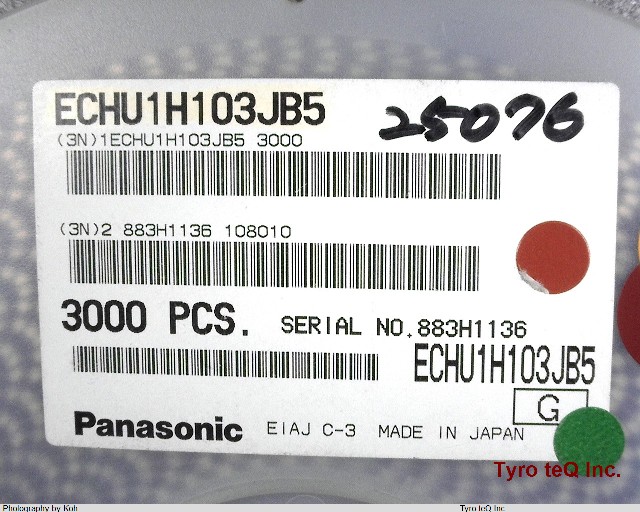 ECHU1H103JB5
25076
(3N)1ECHU1H103JB5 3000
(3N)2 883H1136 108010
3000 PCS. SERIAL NO.883H1136
ECHU1H103JB5
G
Panasonic EIAJ C-3 MADE IN JAPAN
Tyro teQ Inc.
Photography by Koh Tyro teQ Inc